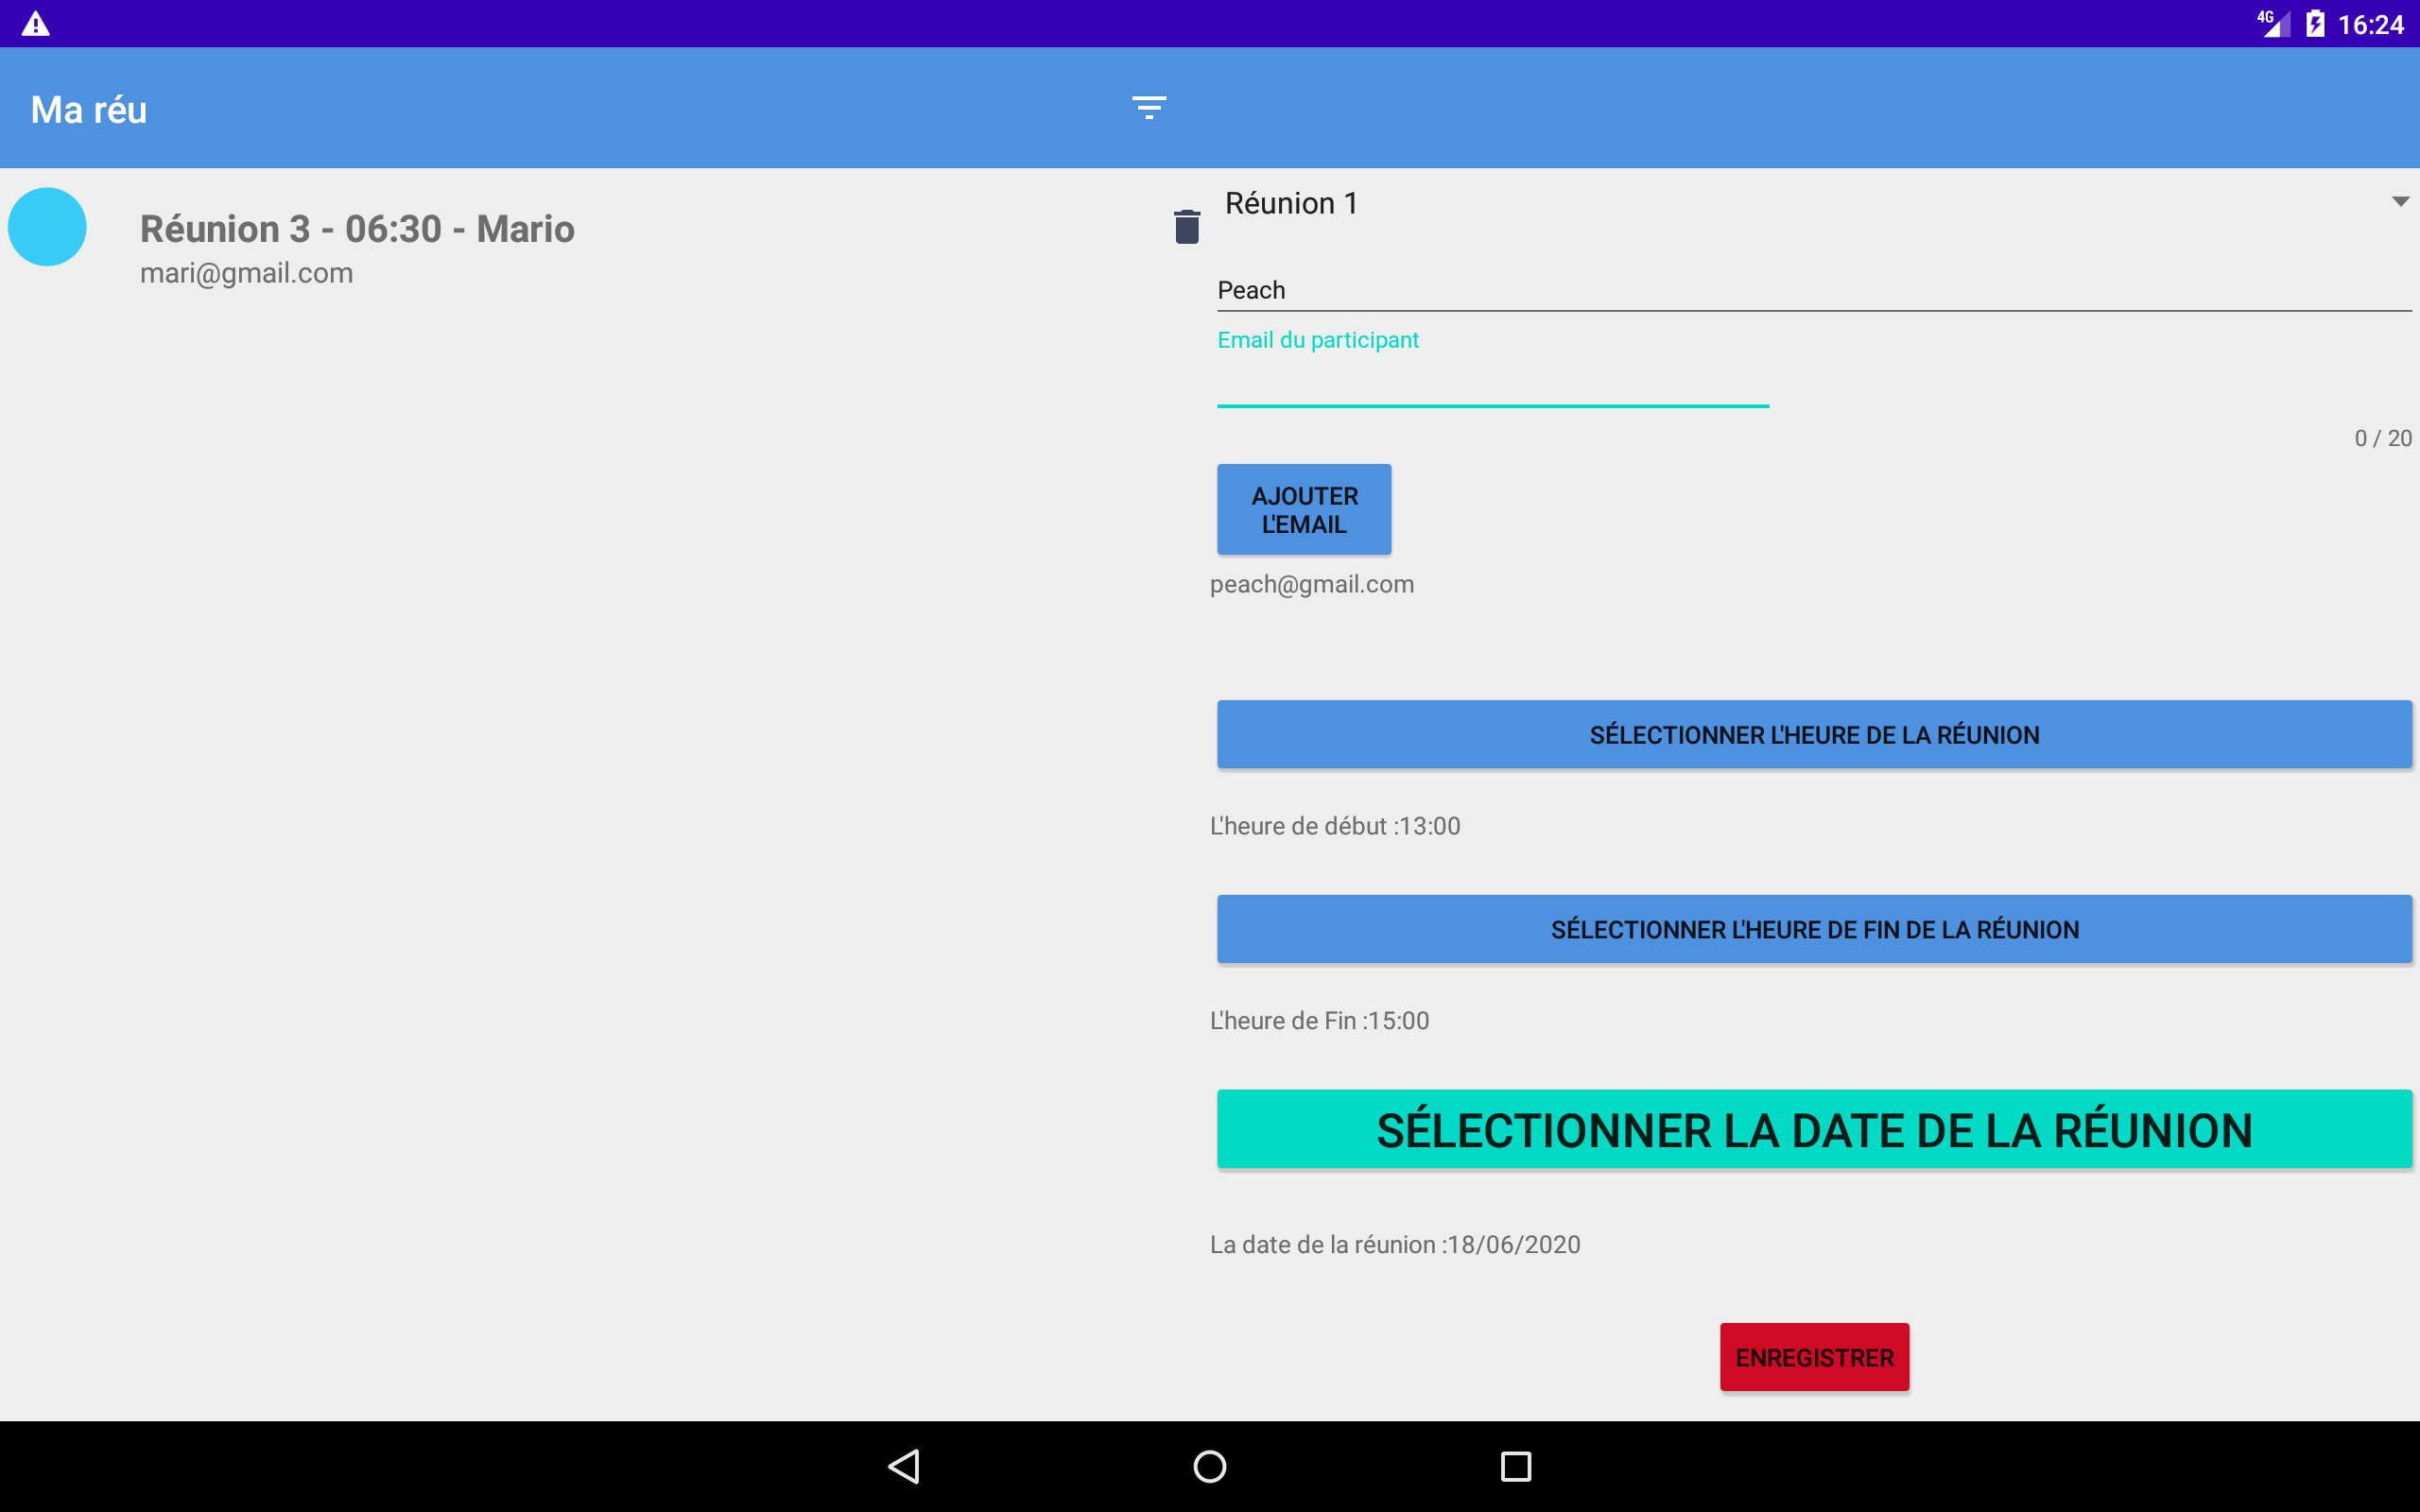 4G 16:24
Ma réu
Réunion 3 - 06:30 - Mario
mari@gmail.com
Réunion 1
Peach
Email du participant
0 / 20
AJOUTER
L'EMAIL
peach@gmail.com
SÉLECTIONNER L'HEURE DE LA RÉUNION
L'heure de début :13:00
SÉLECTIONNER L'HEURE DE FIN DE LA RÉUNION
L'heure de Fin :15:00
SÉLECTIONNER LA DATE DE LA RÉUNION
La date de la réunion :18/06/2020
ENREGISTRER